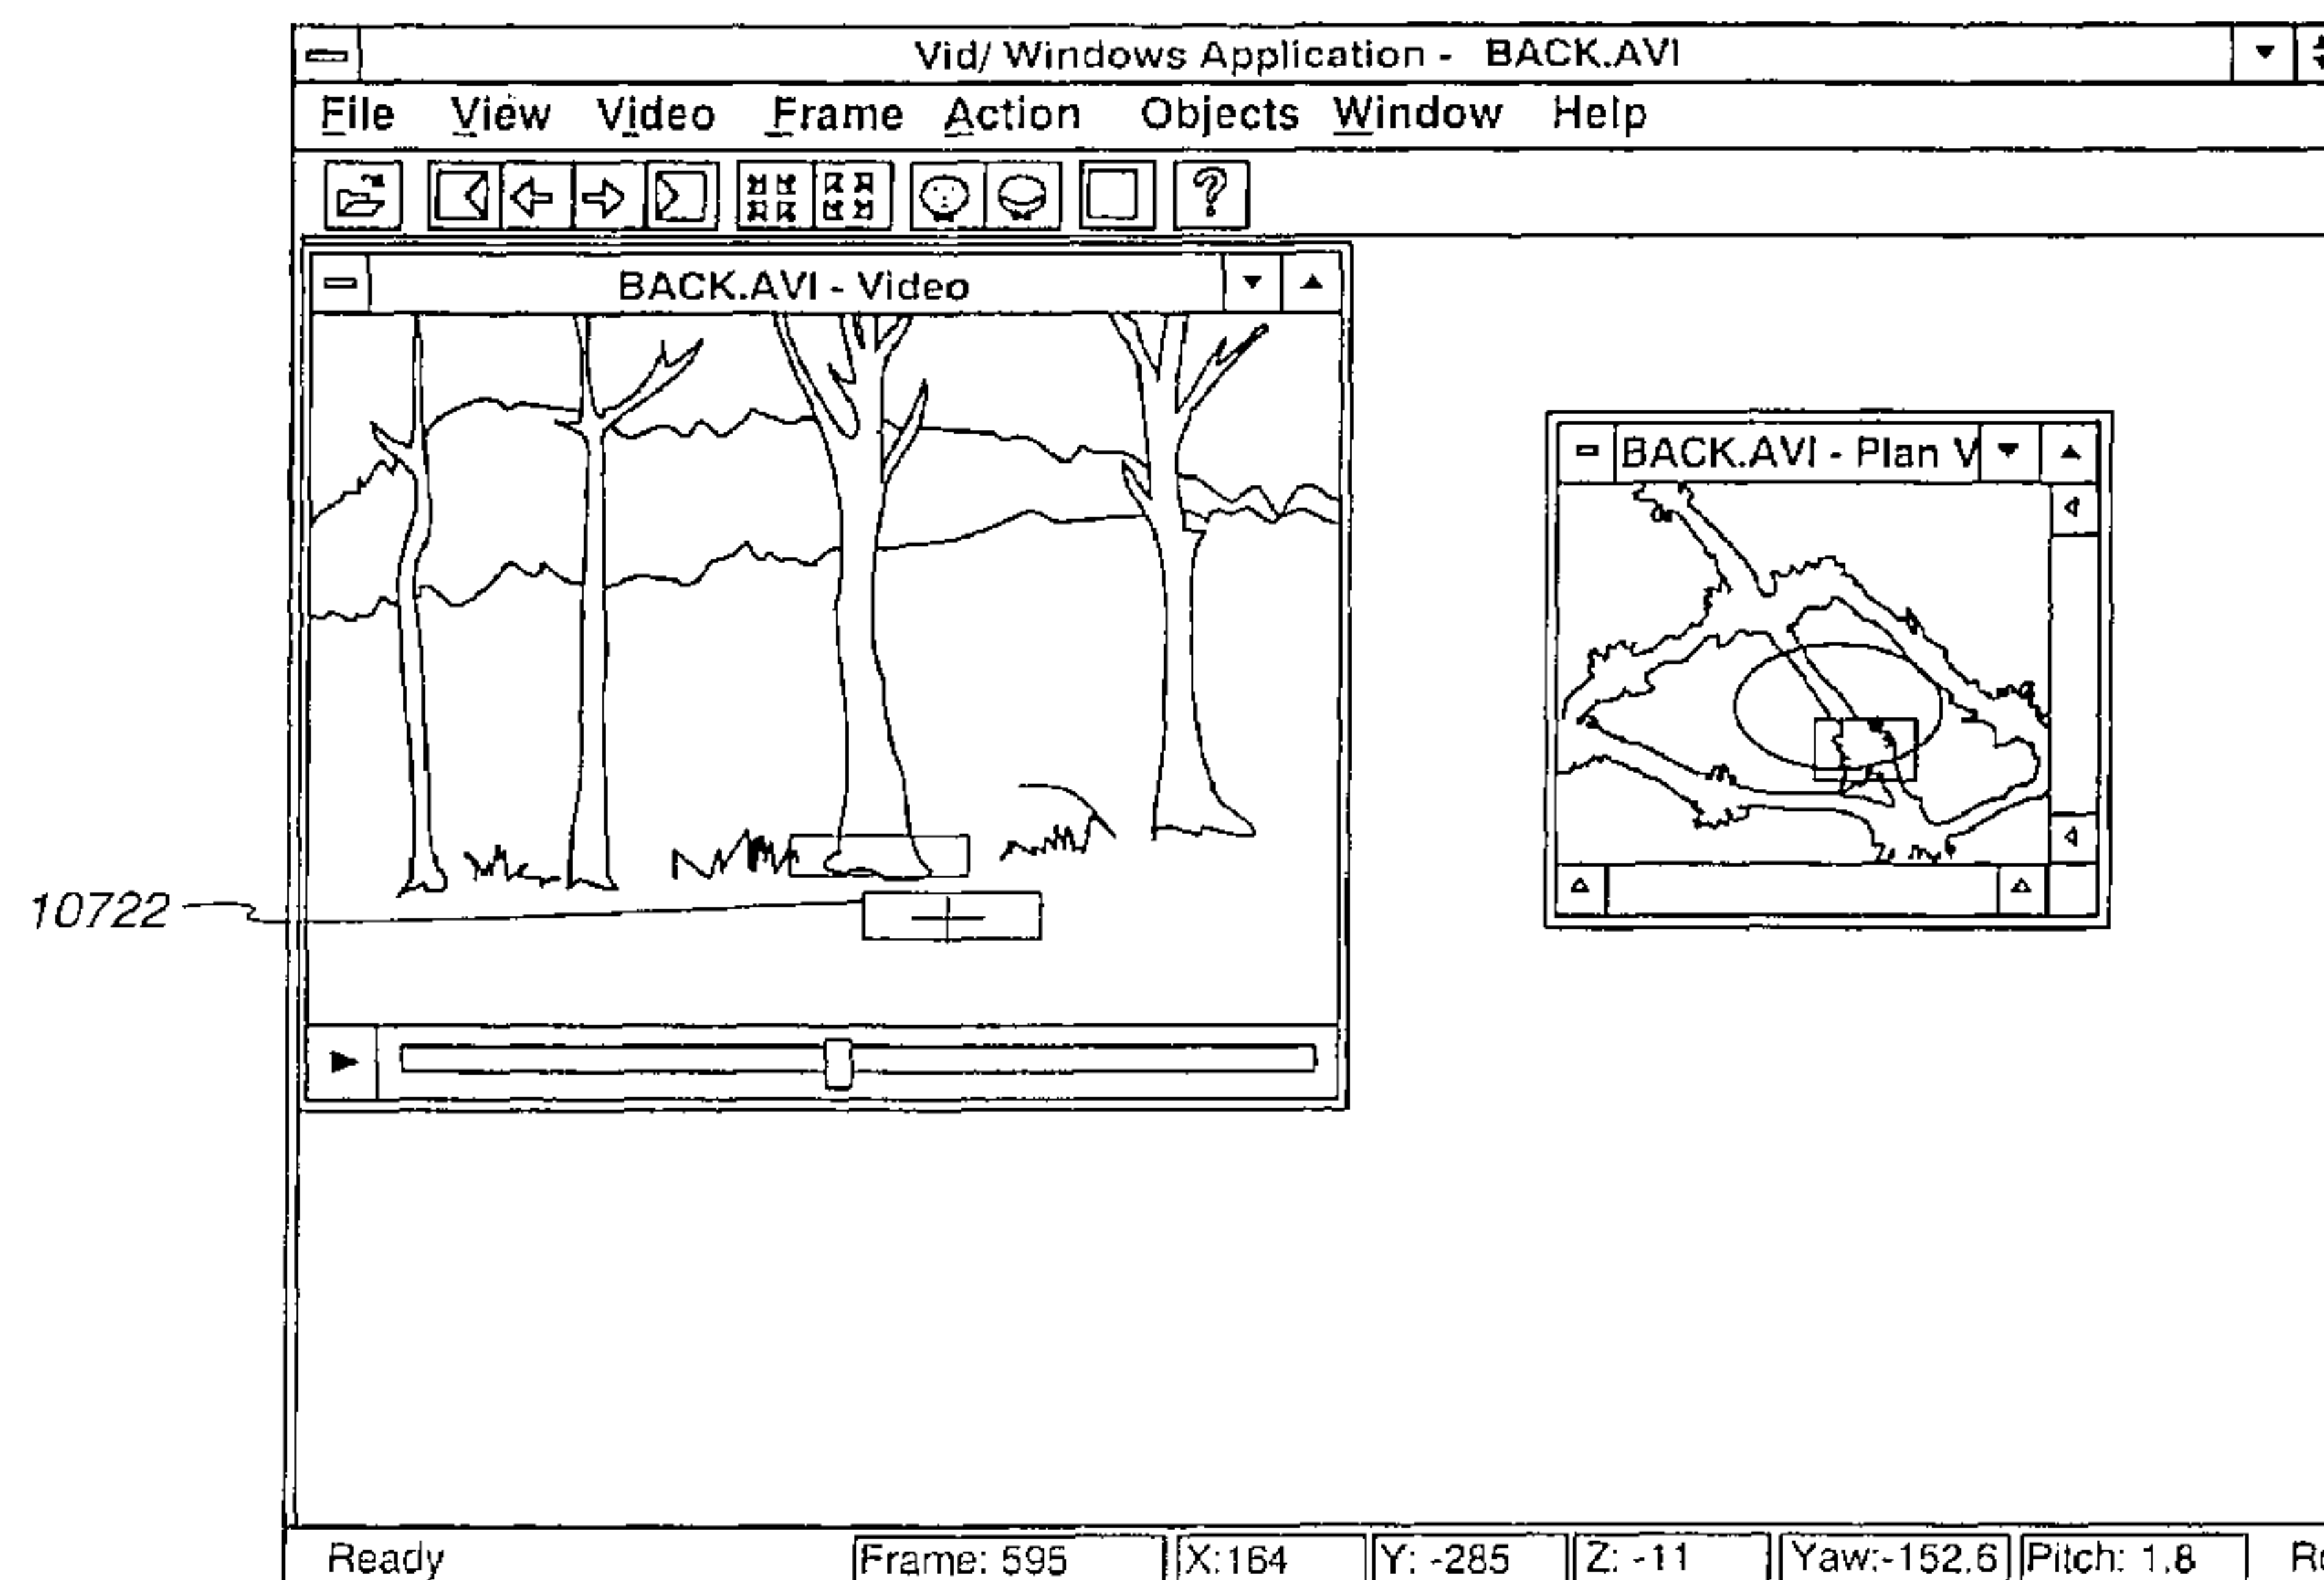 Vid/ Windows Application - BACK.AVI
File View Video Frame Action Objects Window Help
?
BACK.AVI - Video
BACK.AVI - Plan V
10722
Ready Frame: 595 X:164 Y: -285 Z: -11 Yaw:-152.6 Pitch: 1.8